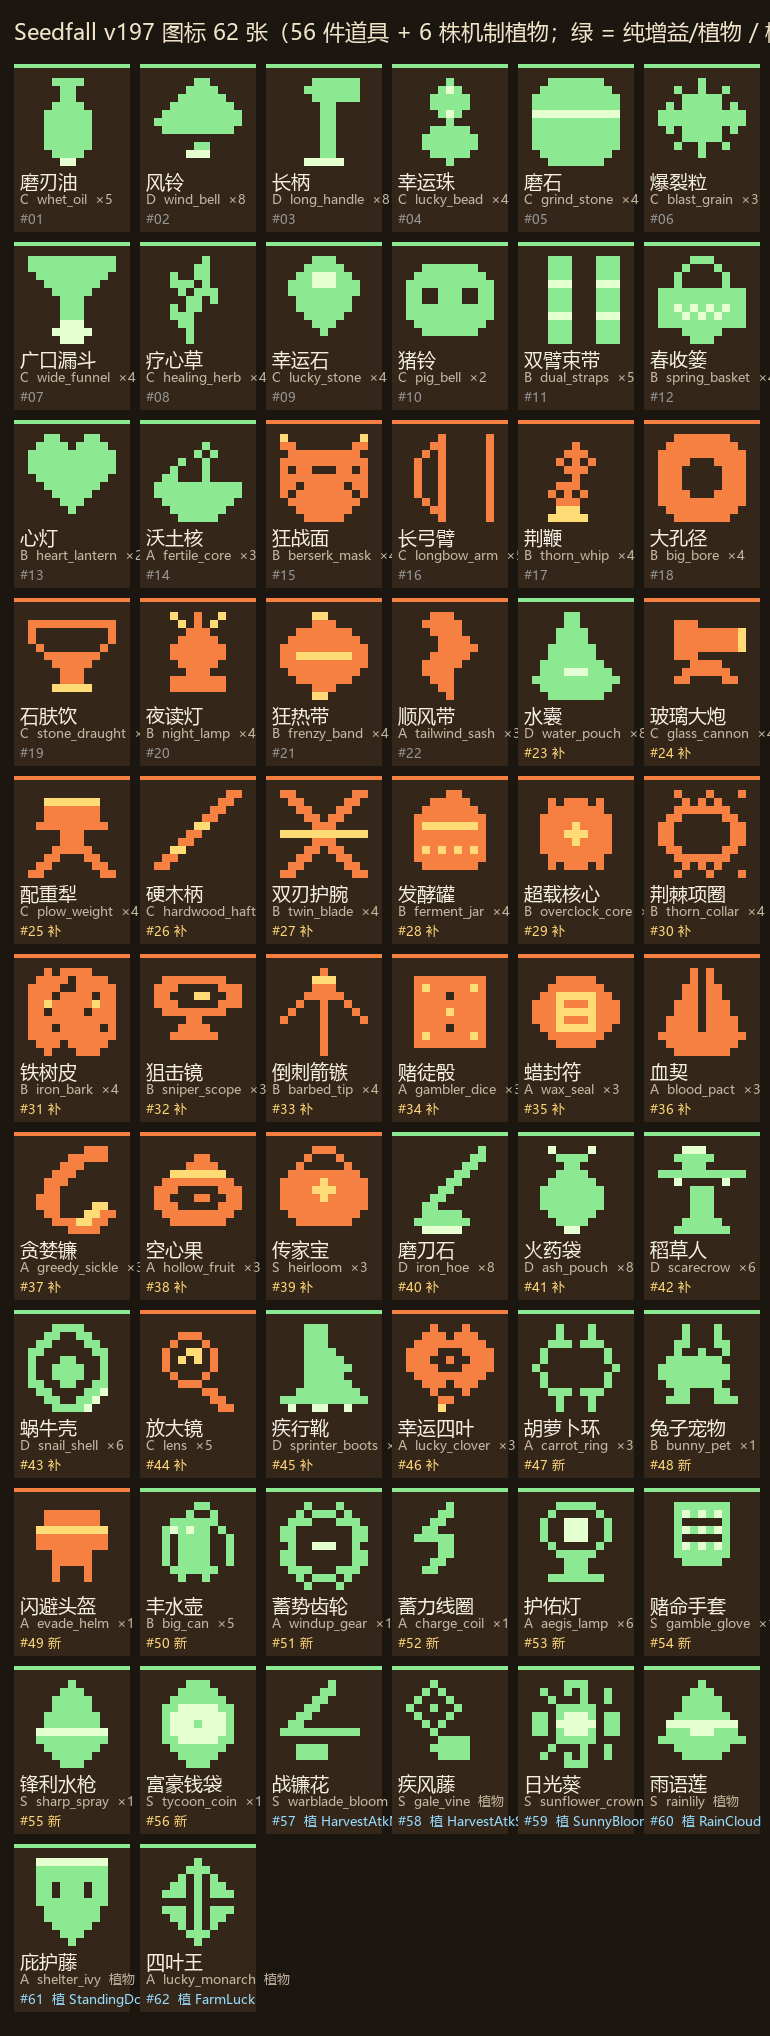 Seedfall v197 图标 62 张（56 件道具 + 6 株机制植物；绿 = 纯增益/植物 /
磨刃油
C whet_oil ×5
#01
风铃
D wind_bell ×8
#02
长柄
D long_handle ×8
#03
幸运珠
C lucky_bead ×4
#04
磨石
C grind_stone ×4
#05
爆裂粒
C blast_grain ×3
#06
广口漏斗
C wide_funnel ×4
#07
疗心草
C healing_herb ×4
#08
幸运石
C lucky_stone ×4
#09
猪铃
C pig_bell ×2
#10
双臂束带
B dual_straps ×5
#11
春收篓
B spring_basket ×4
#12
心灯
B heart_lantern ×2
#13
沃土核
A fertile_core ×3
#14
狂战面
B berserk_mask ×4
#15
长弓臂
C longbow_arm ×
#16
荆鞭
B thorn_whip ×4
#17
大孔径
B big_bore ×4
#18
石肤饮
C stone_draught ×
#19
夜读灯
B night_lamp ×4
#20
狂热带
B frenzy_band ×4
#21
顺风带
A tailwind_sash ×3
#22
水囊
D water_pouch ×8
#23 补
玻璃大炮
C glass_cannon ×4
#24 补
配重犁
C plow_weight ×4
#25 补
硬木柄
C hardwood_haft
#26 补
双刃护腕
B twin_blade ×4
#27 补
发酵罐
B ferment_jar ×4
#28 补
超载核心
B overclock_core
#29 补
荆棘项圈
B thorn_collar ×4
#30 补
铁树皮
B iron_bark ×4
#31 补
狙击镜
B sniper_scope ×3
#32 补
倒刺箭镞
B barbed_tip ×4
#33 补
赌徒骰
A gambler_dice ×3
#34 补
蜡封符
A wax_seal ×3
#35 补
血契
A blood_pact ×3
#36 补
贪婪镰
A greedy_sickle ×3
#37 补
空心果
A hollow_fruit ×3
#38 补
传家宝
S heirloom ×3
#39 补
磨刀石
D iron_hoe ×8
#40 补
火药袋
D ash_pouch ×8
#41 补
稻草人
D scarecrow ×6
#42 补
蜗牛壳
D snail_shell ×6
#43 补
放大镜
C lens ×5
#44 补
疾行靴
D sprinter_boots ×
#45 补
幸运四叶
A lucky_clover ×3
#46 补
胡萝卜环
A carrot_ring ×3
#47 新
兔子宠物
B bunny_pet ×1
#48 新
闪避头盔
A evade_helm ×1
#49 新
丰水壶
B big_can ×5
#50 新
蓄势齿轮
A windup_gear ×1
#51 新
蓄力线圈
A charge_coil ×1
#52 新
护佑灯
A aegis_lamp ×6
#53 新
赌命手套
S gamble_glove ×
#54 新
锋利水枪
S sharp_spray ×1
#55 新
富豪钱袋
S tycoon_coin ×1
#56 新
战镰花
S warblade_bloom
#57 植 HarvestAtk
疾风藤
S gale_vine 植物
#58 植 HarvestAtkS
日光葵
S sunflower_crown
#59 植 SunnyBloom
雨语莲
S rainlily 植物
#60 植 RainCloud
庇护藤
A shelter_ivy 植物
#61 植 StandingDo
四叶王
A lucky_monarch 植物
#62 植 FarmLuck